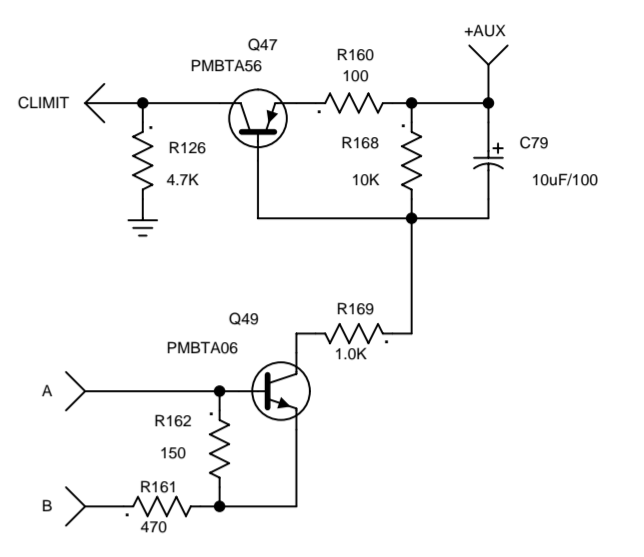 +AUX
Q47
PMBTA56
R160
100
CLIMIT
R126
4.7K
R168
10K
+
C79
10uF/100
Q49
PMBTA06
R169
1.0K
A
R162
150
R161
B
470